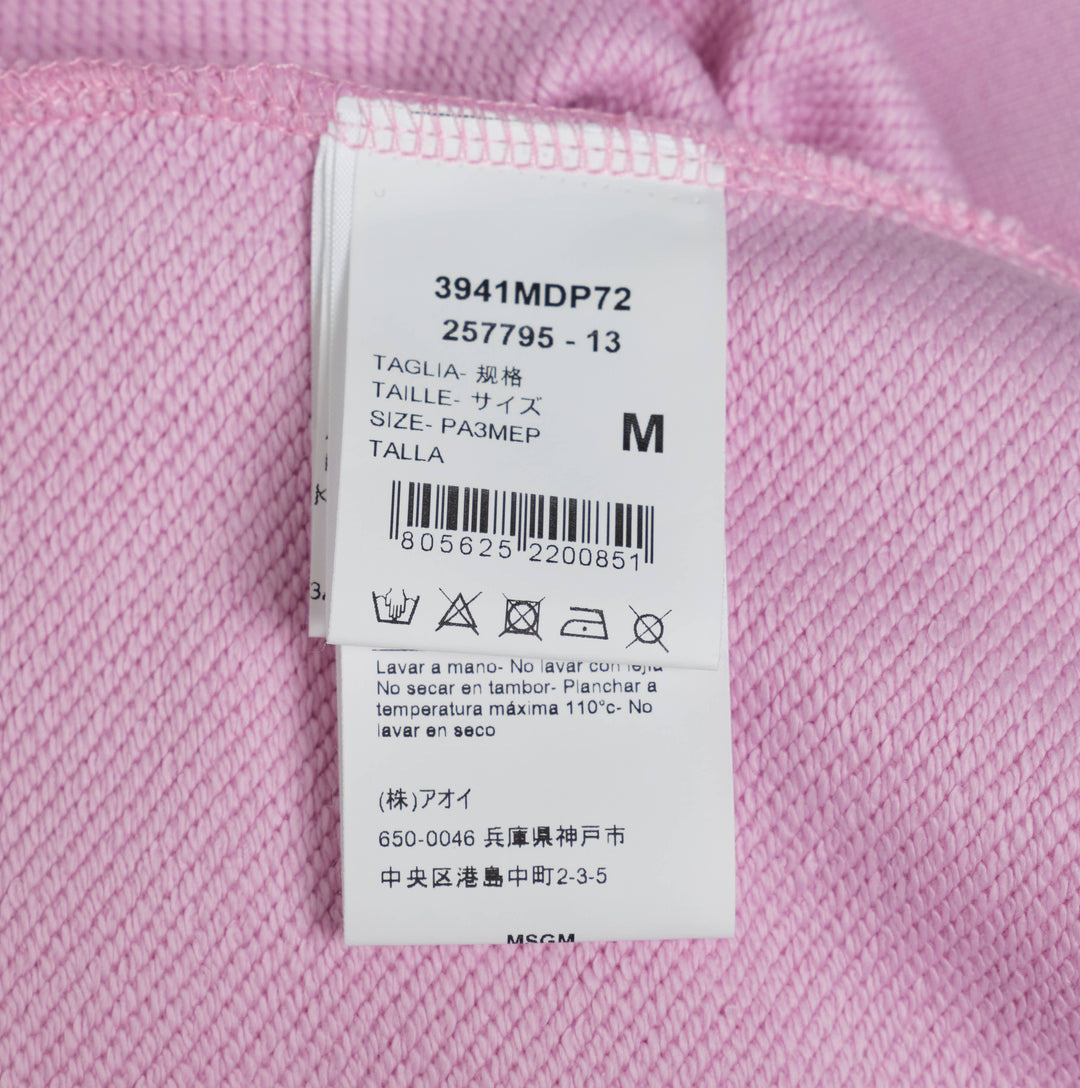 3941MDP72
257795 - 13
TAGLIA- 规格
TAILLE- サイズ
SIZE- PA3MEP
TALLA
M
805625 2200851
Lavar a mano- No lavar con lejía
No secar en tambor- Planchar a
temperatura máxima 110°c- No
lavar en seco
(株)アオイ
650-0046 兵庫県神戸市
中央区港島中町2-3-5
MSGM